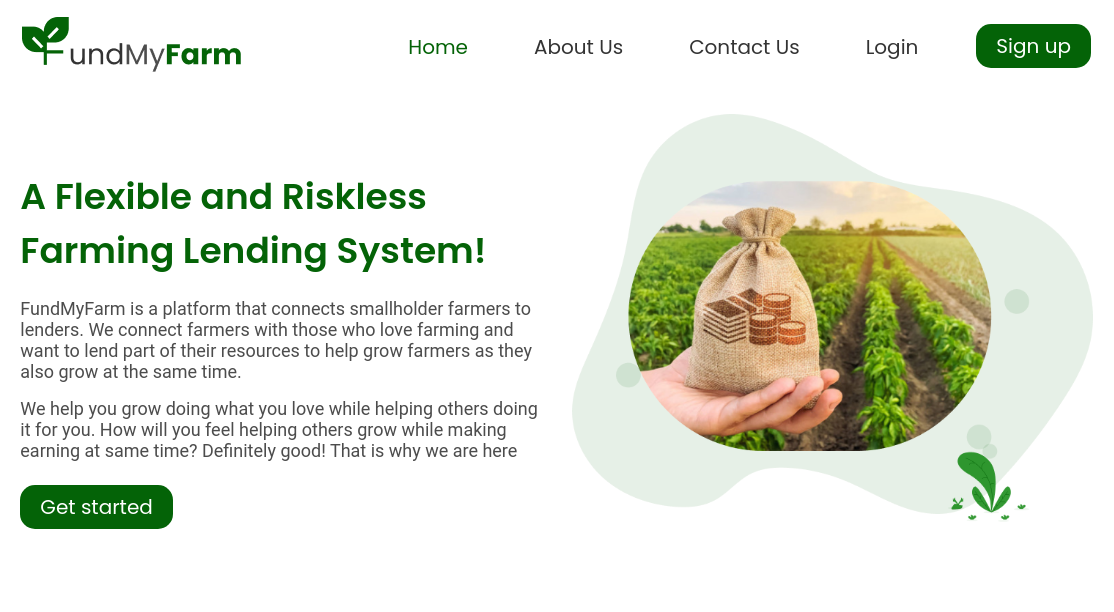 FundMyFarm
Home
About Us
Contact Us
Login
Sign up
A Flexible and Riskless
Farming Lending System!
FundMyFarm is a platform that connects smallholder farmers to
lenders. We connect farmers with those who love farming and
want to lend part of their resources to help grow farmers as they
also grow at the same time.
We help you grow doing what you love while helping others doing
it for you. How will you feel helping others grow while making
earning at same time? Definitely good! That is why we are here
Get started